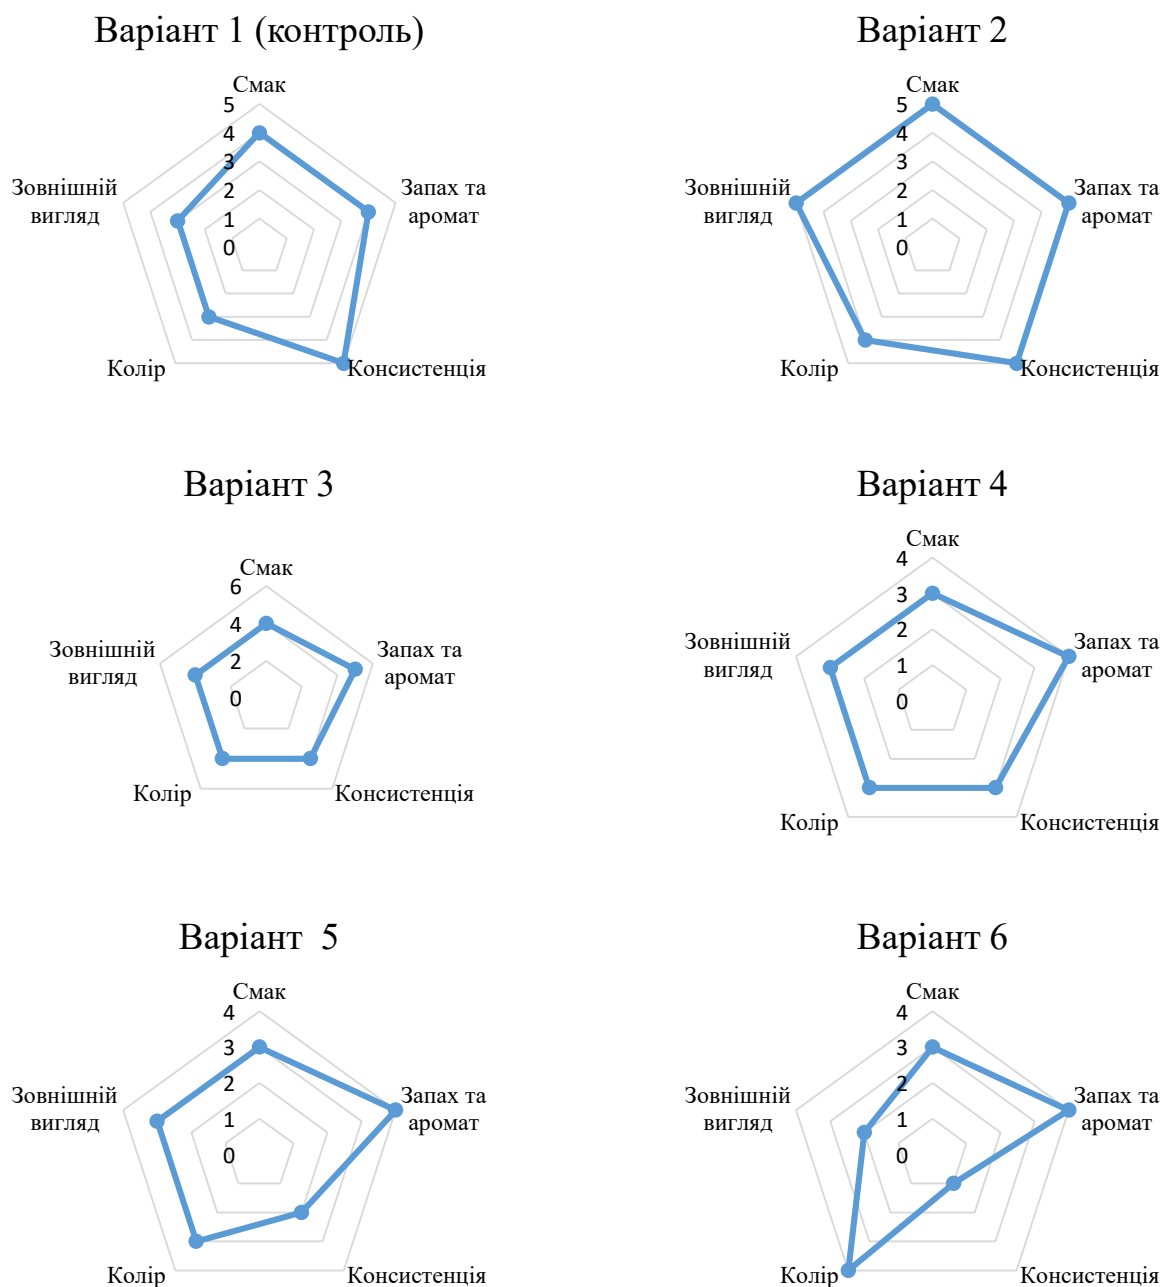 Варіант 1 (контроль)
Смак
5
4
3
2
1
0
Запах та
аромат
Консистенція
Колір
Зовнішній
вигляд
Варіант 2
Смак
5
4
3
2
1
0
Запах та
аромат
Консистенція
Колір
Зовнішній
вигляд
Варіант 3
Смак
6
4
2
0
Запах та
аромат
Консистенція
Колір
Зовнішній
вигляд
Варіант 4
Смак
4
3
2
1
0
Запах та
аромат
Консистенція
Колір
Зовнішній
вигляд
Варіант  5
Смак
4
3
2
1
0
Запах та
аромат
Консистенція
Колір
Зовнішній
вигляд
Варіант 6
Смак
4
3
2
1
0
Запах та
аромат
Консистенція
Колір
Зовнішній
вигляд